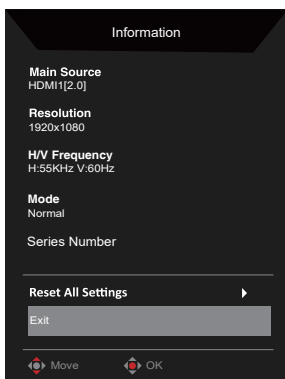 Information
Main Source
HDMI1[2.0]
Resolution
1920x1080
H/V Frequency
H:55KHz V:60Hz
Mode
Normal
Series Number
Reset All Settings
Exit
Move OK